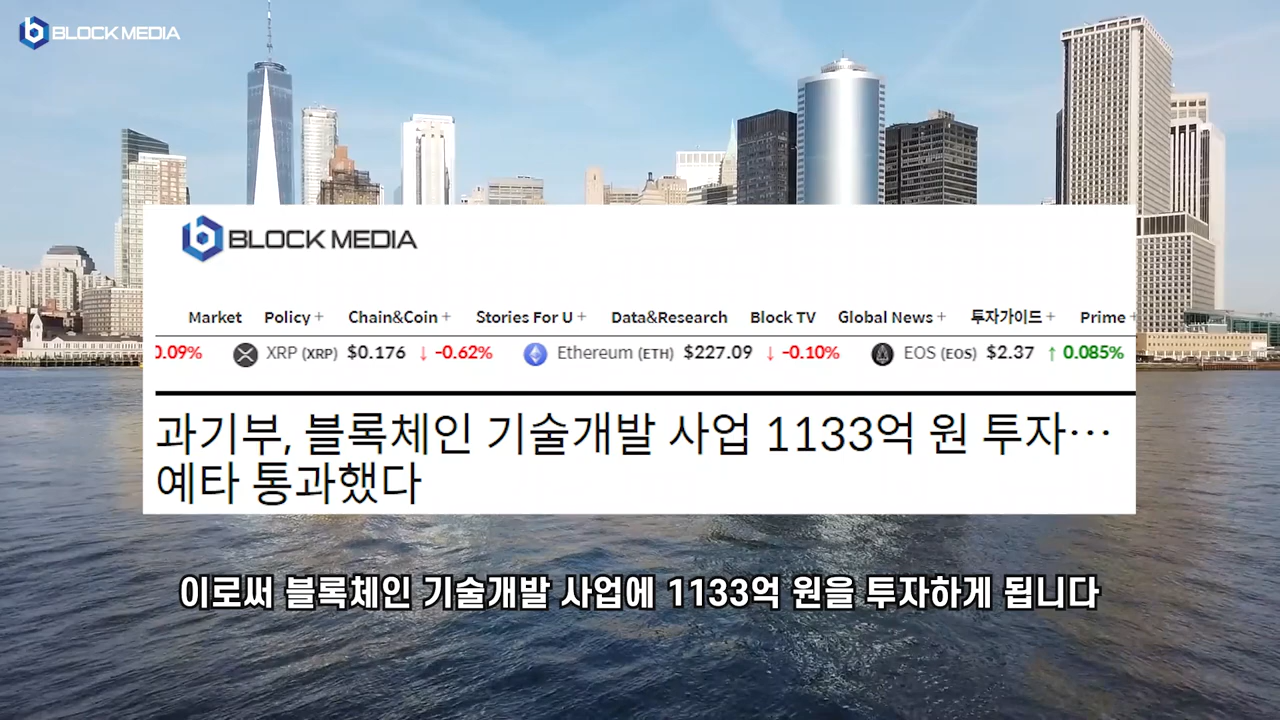 BLOCK MEDIA
BLOCK MEDIA
Market Policy + Chain&Coin + Stories For U + Data&Research Block TV Global News + 투자가이드 + Prime +
0.09% XRP (XRP) $0.176 ↓ -0.62% Ethereum (ETH) $227.09 ↓ -0.10% EOS (EOS) $2.37 ↑ 0.085%
과기부, 블록체인 기술개발 사업 1133억 원 투자…
예타 통과했다
이로써 블록체인 기술개발 사업에 1133억 원을 투자하게 됩니다